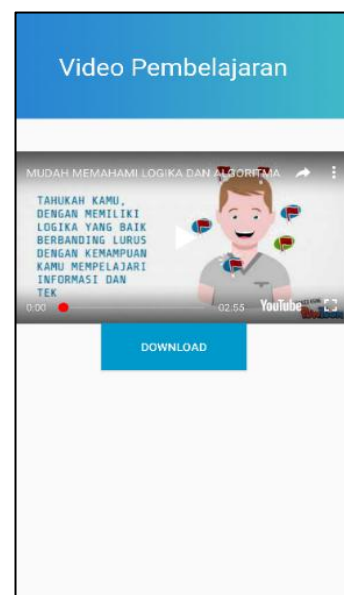 Video Pembelajaran
MUDAH MEMAHAMI LOGIKA DAN ALGORITMA
TAHUKAH KAMU,
DENGAN MEMILIKI
LOGIKA YANG BAIK
BERBANDING LURUS
DENGAN KEMAMPUAN
KAMU MEMPELAJARI
INFORMASI DAN
TEK
0:00 02:55 YouTube
DOWNLOAD